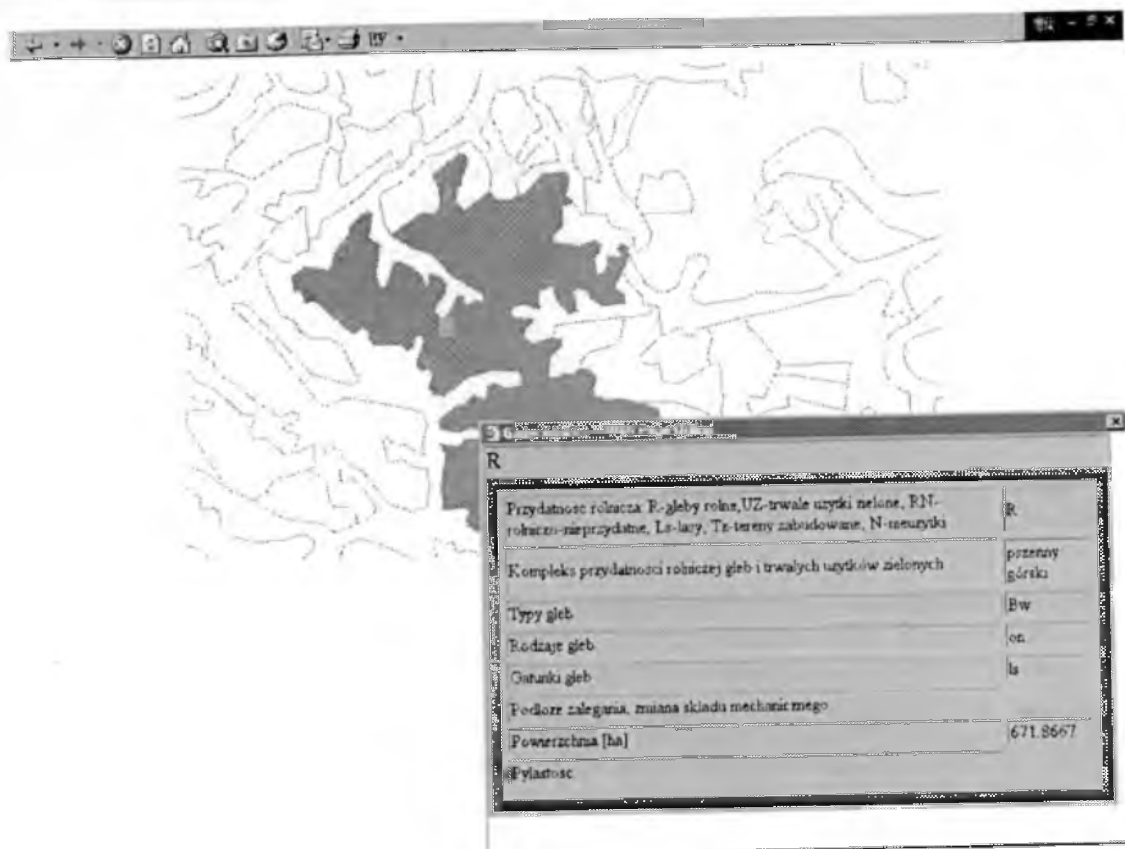 R
Przydatnosc rolnicza: R-gleby rolne,UZ-trwale uzytki zielone, RN-
rolniczo-nieprzydatne, Ls-lasy, Tz-tereny zabudowane, N-nieuzytki
R
Kompleks przydatnosci rolniczej gleb i trwalych uzytków zielonych
pszenny
górski
Typy gleb
Bw
Rodzaje gleb
Gatunki gleb
ls
Podloze zalegania, zmiana skladu mechanicznego
Powierzchnia [ha]
671.8667
Pylastosc